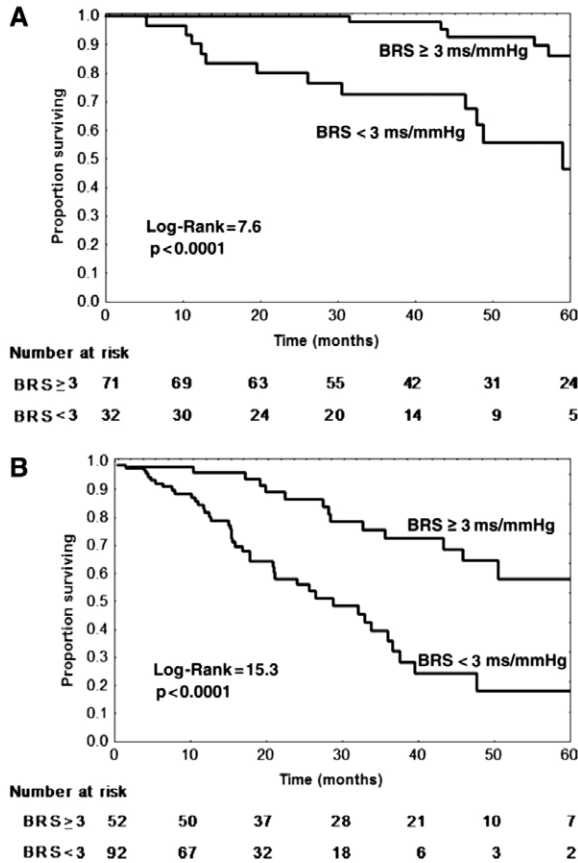 A
Proportion surviving
1.0
0.9
0.8
0.7
0.6
0.5
0.4
0.3
0.2
0.1
0.0
BRS ≥ 3 ms/mmHg
BRS < 3 ms/mmHg
Log-Rank=7.6
p<0.0001
0 10 20 30 40 50 60
Time (months)
Number at risk
BRS≥3 71 69 63 55 42 31 24
BRS<3 32 30 24 20 14 9 5
B
Proportion surviving
1.0
0.9
0.8
0.7
0.6
0.5
0.4
0.3
0.2
0.1
0.0
BRS ≥ 3 ms/mmHg
BRS < 3 ms/mmHg
Log-Rank=15.3
p<0.0001
0 10 20 30 40 50 60
Time (months)
Number at risk
BRS≥3 52 50 37 28 21 10 7
BRS<3 92 67 32 18 6 3 2